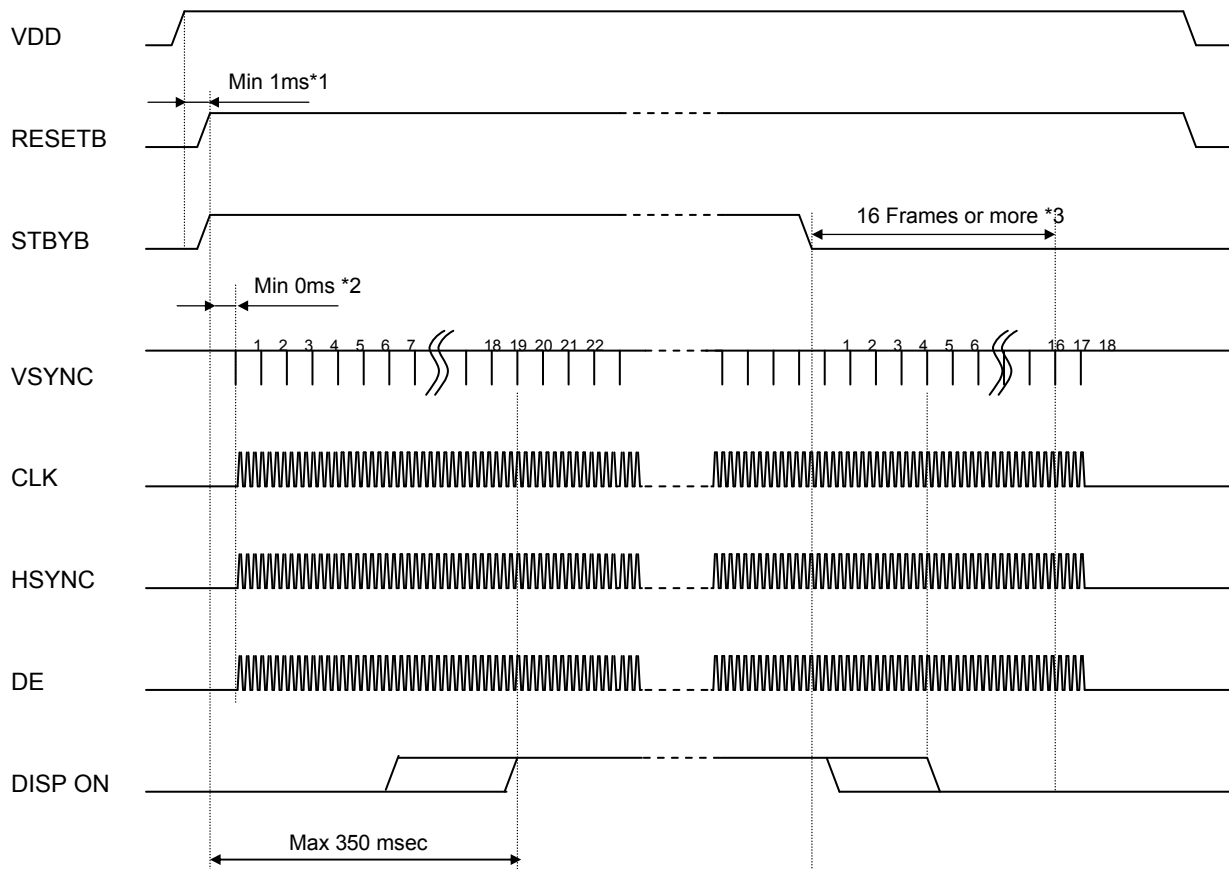 VDD
Min 1ms*1
RESETB
STBYB
16 Frames or more *3
Min 0ms *2
VSYNC
1 2 3 4 5 6 7 18 19 20 21 22 1 2 3 4 5 6 16 17 18
CLK
HSYNC
DE
DISP ON
Max 350 msec